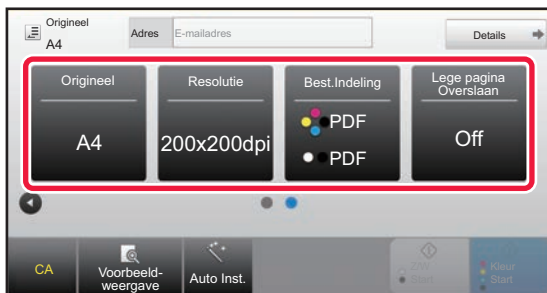 Origineel
A4
Adres
E-mailadres
Details
Origineel
A4
Resolutie
200x200dpi
Best.Indeling
PDF
PDF
Lege pagina
Overslaan
Off
CA
Voorbeeld-
weergave
Auto Inst.
Z/W
Start
Kleur
Start